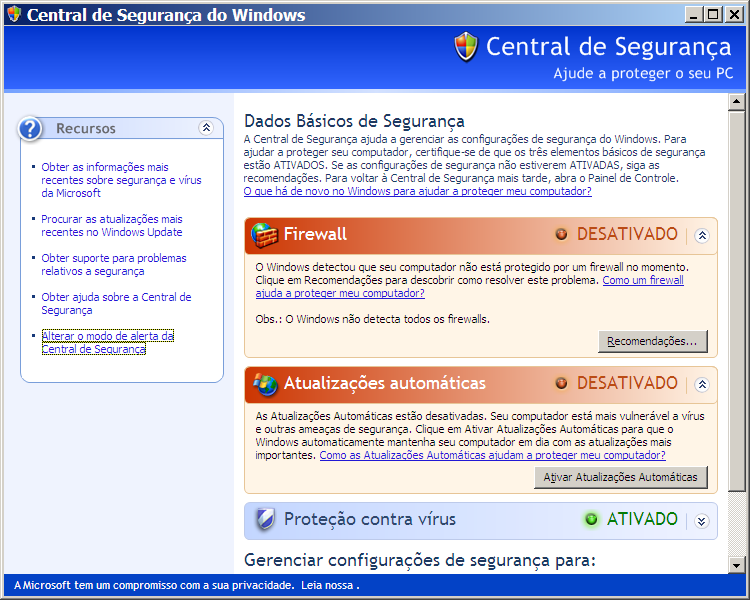 Central de Segurança do Windows
Central de Segurança
Ajude a proteger o seu PC
Recursos
Obter as informações mais
recentes sobre segurança e vírus
da Microsoft
Procurar as atualizações mais
recentes no Windows Update
Obter suporte para problemas
relativos a segurança
Obter ajuda sobre a Central de
Segurança
Alterar o modo de alerta da
Central de Segurança
Dados Básicos de Segurança
A Central de Segurança ajuda a gerenciar as configurações de segurança do Windows. Para
ajudar a proteger seu computador, certifique-se de que os três elementos básicos de segurança
estão ATIVADOS. Se as configurações de segurança não estiverem ATIVADAS, siga as
recomendações. Para voltar à Central de Segurança mais tarde, abra o Painel de Controle.
O que há de novo no Windows para ajudar a proteger meu computador?
Firewall DESATIVADO
O Windows detectou que seu computador não está protegido por um firewall no momento.
Clique em Recomendações para descobrir como resolver este problema. Como um firewall
ajuda a proteger meu computador?
Obs.: O Windows não detecta todos os firewalls.
Recomendações...
Atualizações automáticas DESATIVADO
As Atualizações Automáticas estão desativadas. Seu computador está mais vulnerável a vírus
e outras ameaças de segurança. Clique em Ativar Atualizações Automáticas para que o
Windows automaticamente mantenha seu computador em dia com as atualizações mais
importantes. Como as Atualizações Automáticas ajudam a proteger meu computador?
Ativar Atualizações Automáticas
Proteção contra vírus ATIVADO
Gerenciar configurações de segurança para:
A Microsoft tem um compromisso com a sua privacidade. Leia nossa .